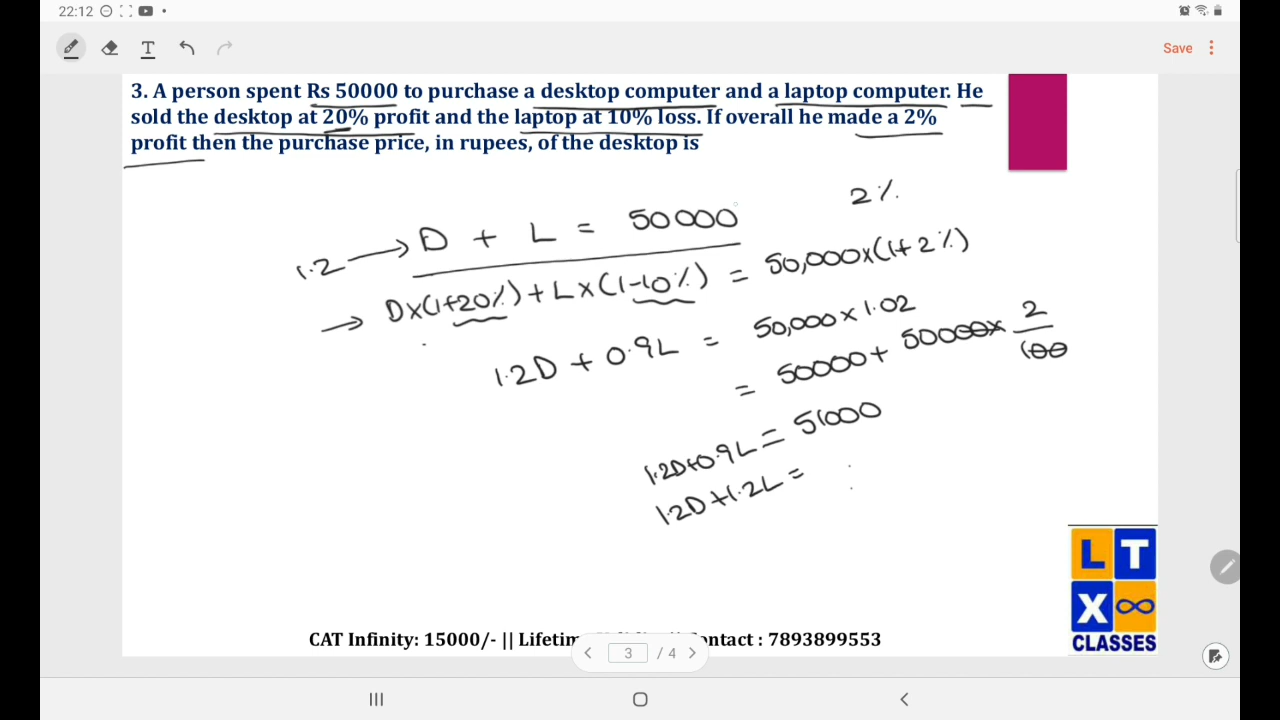 22:12
Save
3. A person spent Rs 50000 to purchase a desktop computer and a laptop computer. He
sold the desktop at 20% profit and the laptop at 10% loss. If overall he made a 2%
profit then the purchase price, in rupees, of the desktop is
2%
1.2 → D + L = 50000
→ D×(1+20%) + L×(1-10%) = 50,000×(1+2%)
1.2D + 0.9L = 50,000×1.02
= 50000+ 50000× 2/100
1.2D+0.9L = 51000
1.2D+1.2L =
L T
X ∞
CLASSES
CAT Infinity: 15000/- || Lifetim Contact : 7893899553
3 / 4